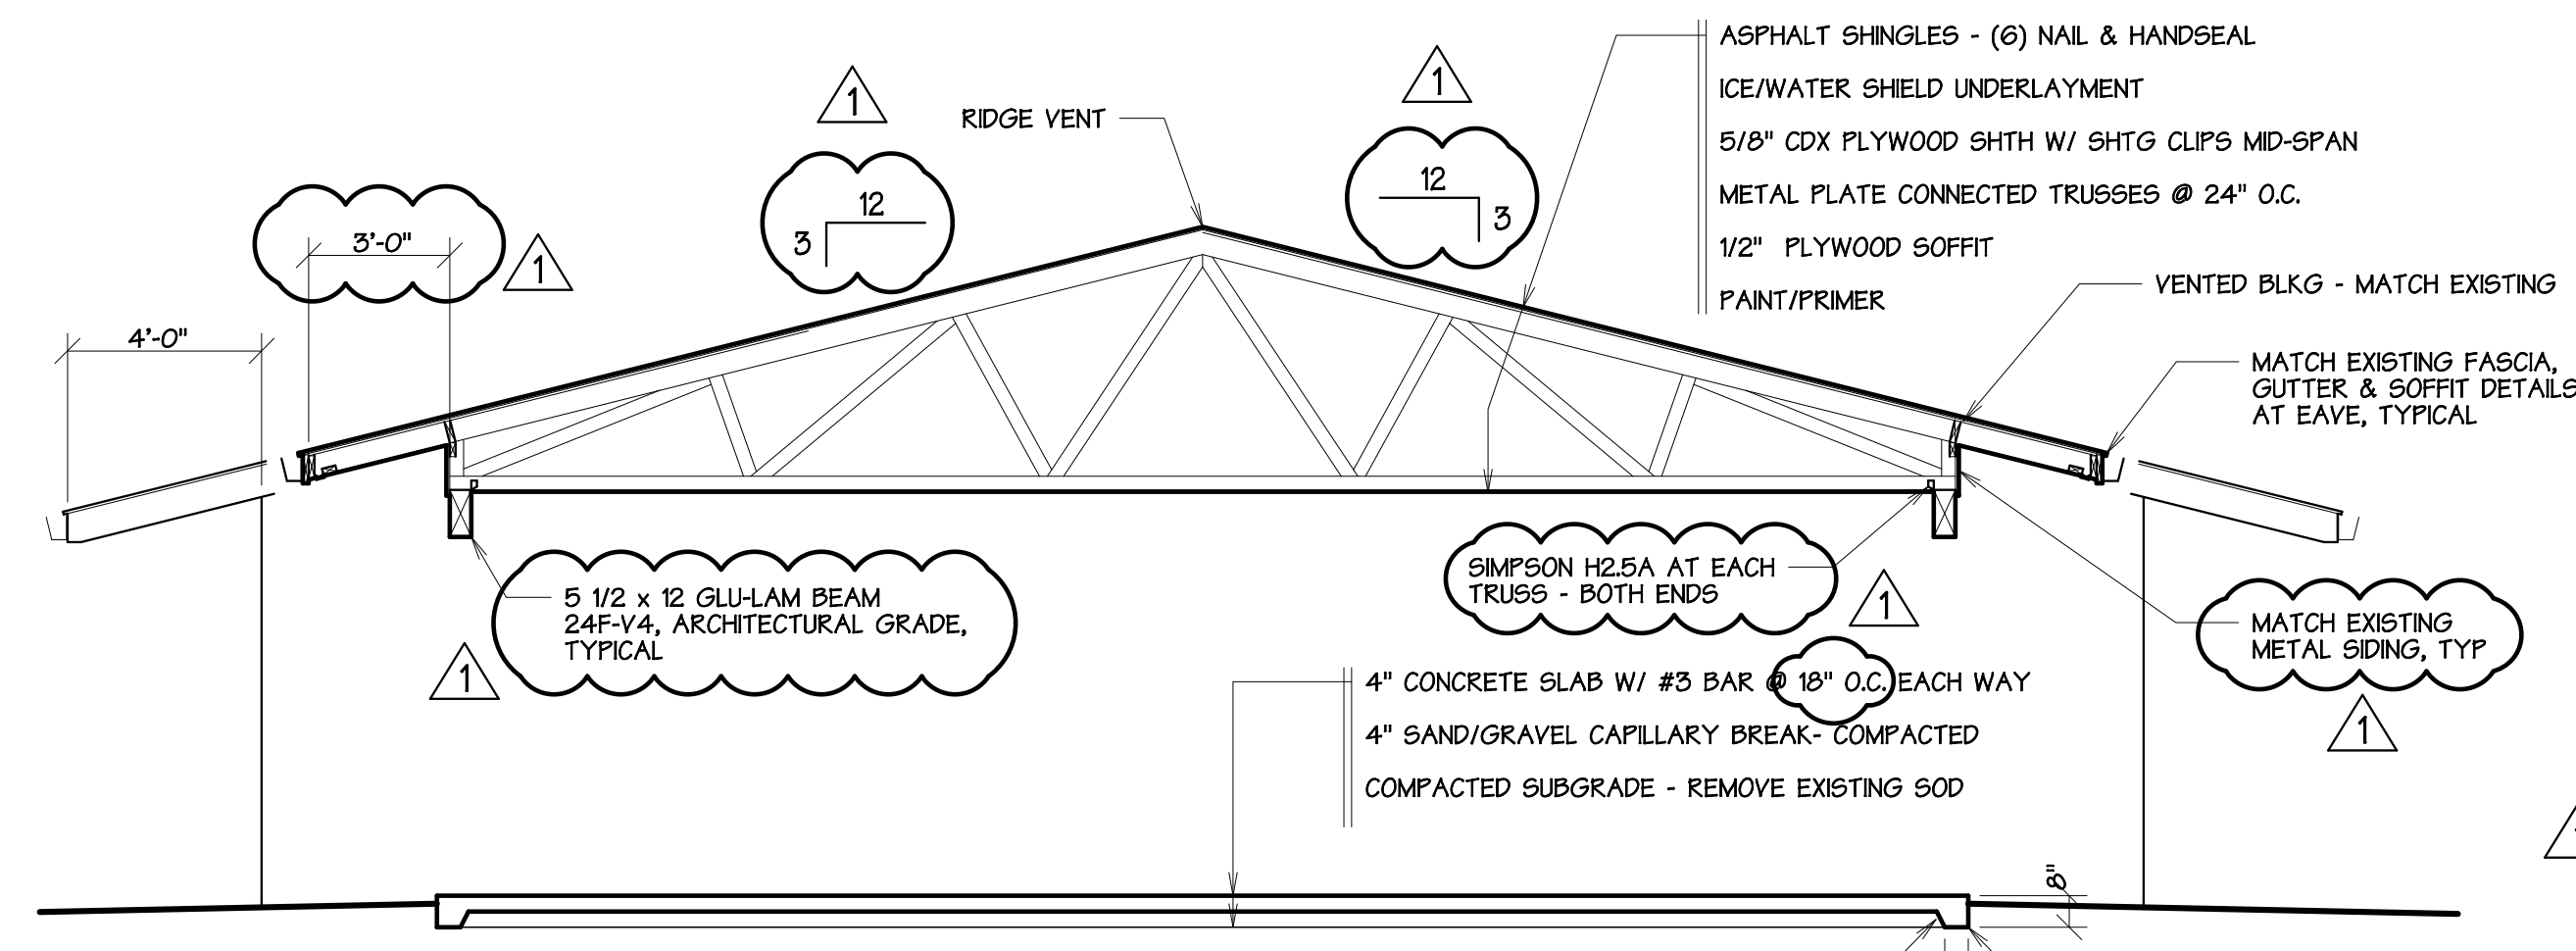 ASPHALT SHINGLES - (6) NAIL & HANDSEAL
ICE/WATER SHIELD UNDERLAYMENT
5/8" CDX PLYWOOD SHTH W/ SHTG CLIPS MID-SPAN
METAL PLATE CONNECTED TRUSSES @ 24" O.C.
1/2" PLYWOOD SOFFIT
PAINT/PRIMER
1
1
RIDGE VENT
12
3
12
3
3'-0"
1
4'-0"
VENTED BLKG - MATCH EXISTING
MATCH EXISTING FASCIA,
GUTTER & SOFFIT DETAILS
AT EAVE, TYPICAL
5 1/2 x 12 GLU-LAM BEAM
24F-V4, ARCHITECTURAL GRADE,
TYPICAL
1
SIMPSON H2.5A AT EACH
TRUSS - BOTH ENDS
1
MATCH EXISTING
METAL SIDING, TYP
1
4" CONCRETE SLAB W/ #3 BAR @ 18" O.C. EACH WAY
4" SAND/GRAVEL CAPILLARY BREAK- COMPACTED
COMPACTED SUBGRADE - REMOVE EXISTING SOD
8"